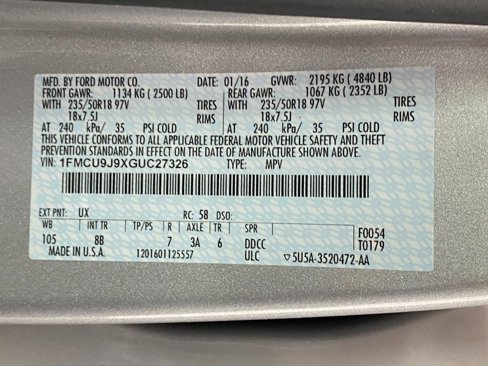 MFD. BY FORD MOTOR CO. DATE: 01/16 GVWR: 2195 KG ( 4840 LB)
FRONT GAWR: 1134 KG ( 2500 LB) REAR GAWR: 1067 KG ( 2352 LB)
WITH 235/50R18 97V TIRES WITH 235/50R18 97V TIRES
18x7.5J RIMS 18x7.5J RIMS
AT 240 kPa/ 35 PSI COLD AT 240 kPa/ 35 PSI COLD
THIS VEHICLE CONFORMS TO ALL APPLICABLE FEDERAL MOTOR VEHICLE SAFETY AND THEFT
PREVENTION STANDARDS IN EFFECT ON THE DATE OF MANUFACTURE SHOWN ABOVE.
VIN: 1FMCU9J9XGUC27326 TYPE: MPV
EXT PNT: UX RC: 58 DSO:
WB INT TR TP/PS R AXLE TR SPR F0054
105 8B 7 3A 6 DDCC T0179
MADE IN U.S.A. 1201601125557 ULC ▽5U5A-3520472-AA